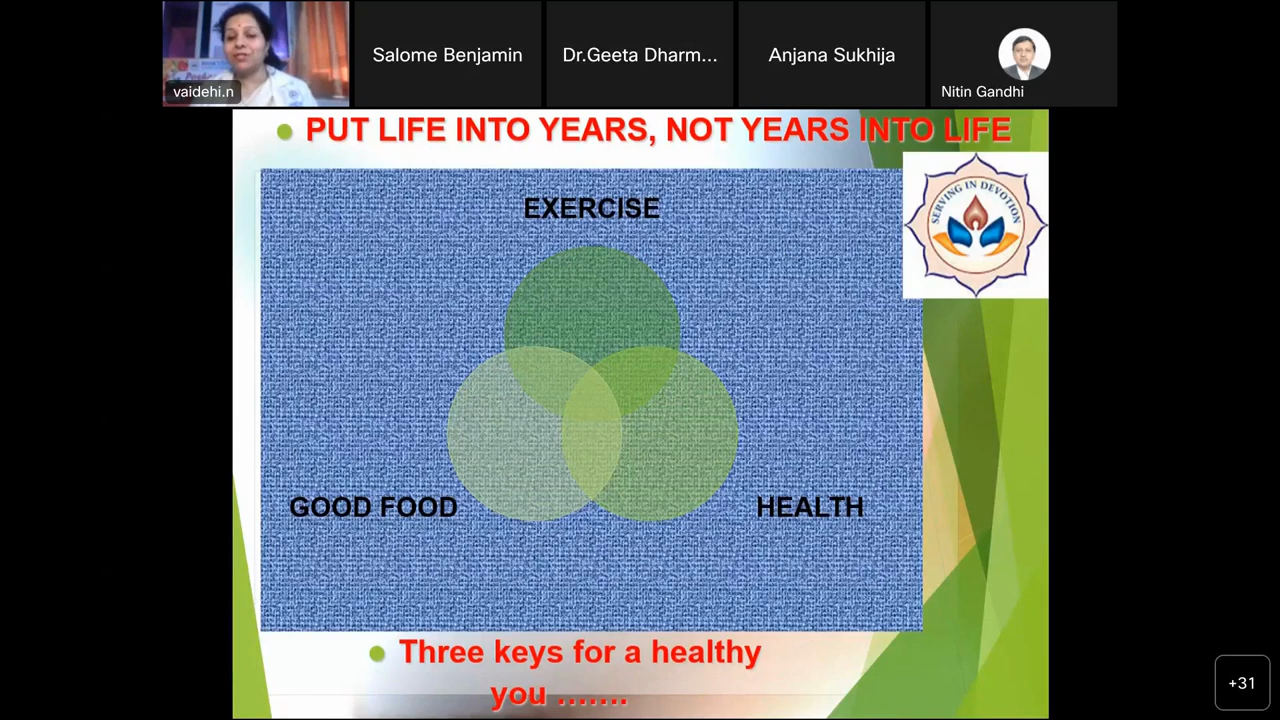 vaidehi.n
Salome Benjamin
Dr.Geeta Dharm...
Anjana Sukhija
Nitin Gandhi
PUT LIFE INTO YEARS, NOT YEARS INTO LIFE
SERVING IN DEVOTION
EXERCISE
GOOD FOOD
HEALTH
Three keys for a healthy
you .......
+31